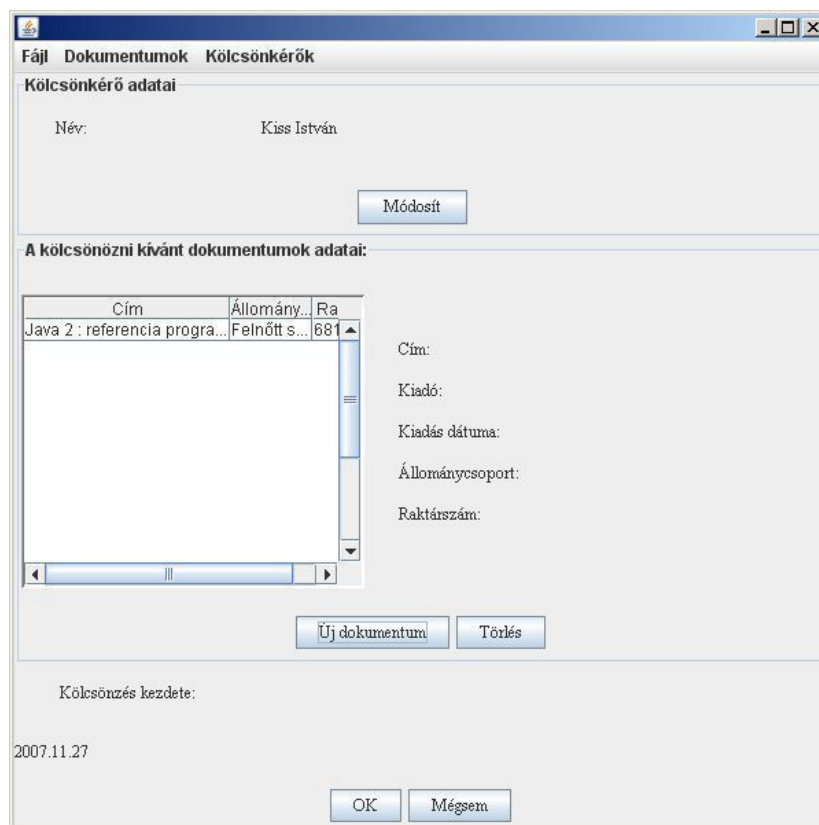 Fájl Dokumentumok Kölcsönkérők
Kölcsönkérő adatai
Név: Kiss István
Módosít
A kölcsönözni kívánt dokumentumok adatai:
Cím Állomány... Ra
Java 2 : referencia progra... Felnőtt s... 681
Cím:
Kiadó:
Kiadás dátuma:
Állománycsoport:
Raktárszám:
Új dokumentum Törlés
Kölcsönzés kezdete:
2007.11.27
OK Mégsem